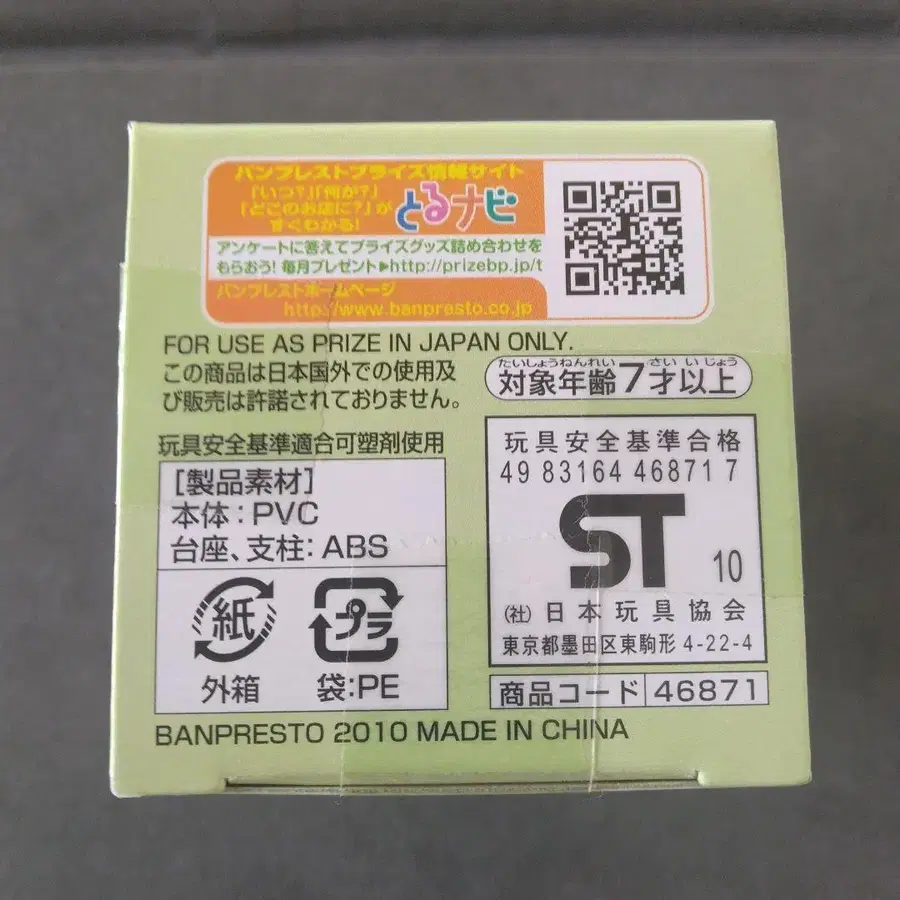 バンプレストプライズ情報サイト
「いつ？」「何が？」
「どこのお店に？」が
すぐわかる！
とるナビ
アンケートに答えてプライズグッズ詰め合わせを
もらおう！毎月プレゼント▶http://prizebp.jp/t
バンプレストホームページ
http://www.banpresto.co.jp
FOR USE AS PRIZE IN JAPAN ONLY.
この商品は日本国外での使用及
び販売は許諾されておりません。
たいしょうねんれい さい いじょう
対象年齢7才以上
玩具安全基準適合可塑剤使用
[製品素材]
本体：PVC
台座、支柱：ABS
紙
外箱
プラ
袋：PE
玩具安全基準合格
49 83164 46871 7
ST
10
(社) 日本玩具協会
東京都墨田区東駒形 4-22-4
商品コード 46871
BANPRESTO 2010 MADE IN CHINA